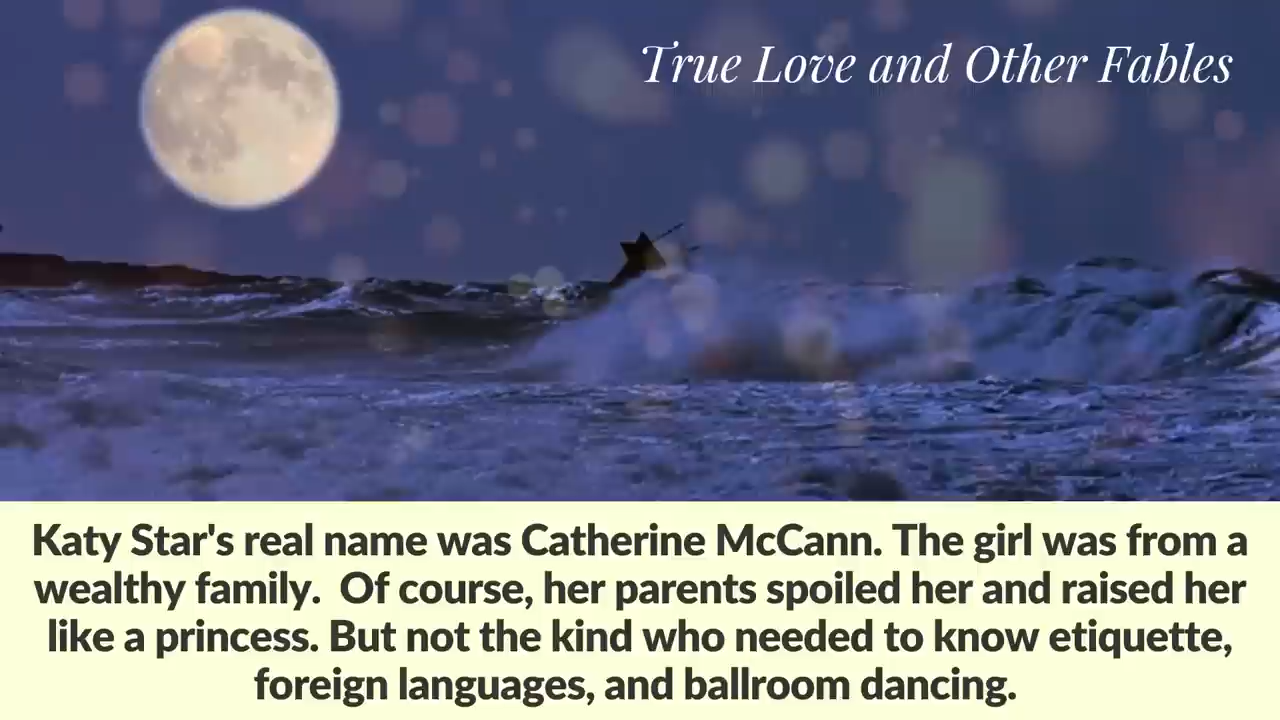 True Love and Other Fables
Katy Star's real name was Catherine McCann. The girl was from a
wealthy family.  Of course, her parents spoiled her and raised her
like a princess. But not the kind who needed to know etiquette,
foreign languages, and ballroom dancing.